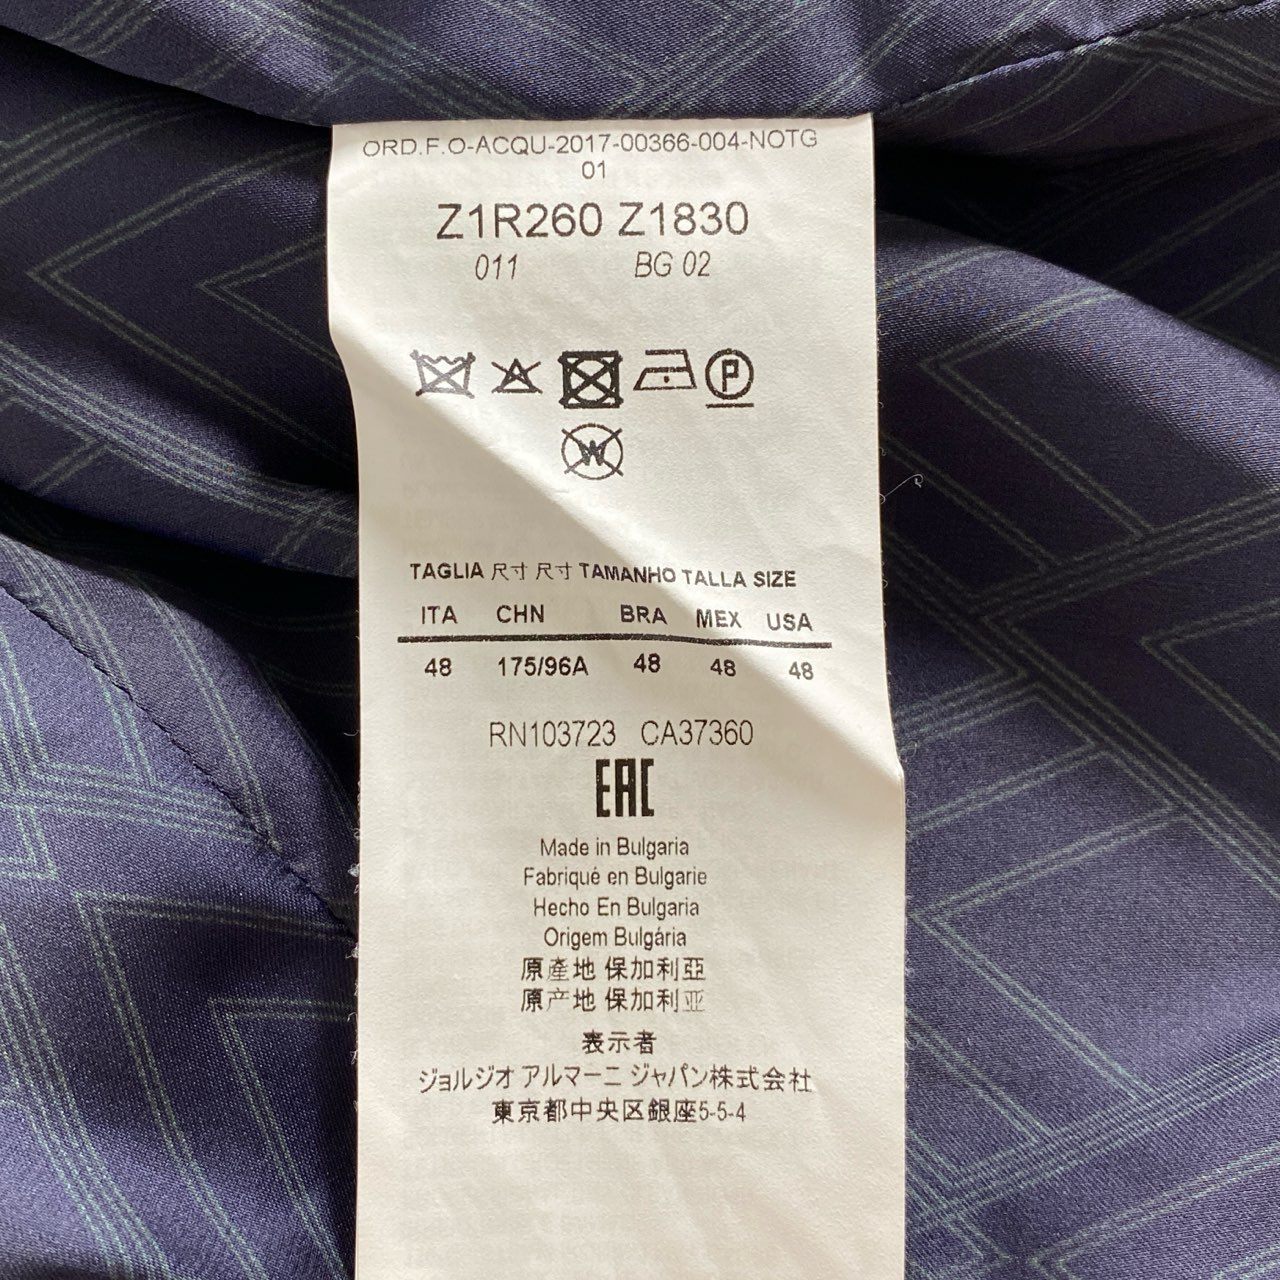 ORD.F.O-ACQU-2017-00366-004-NOTG
01
Z1R260 Z1830
011 BG 02
P
W
TAGLIA 尺寸 尺寸 TAMANHO TALLA SIZE
ITA CHN BRA MEX USA
48 175/96A 48 48 48
RN103723 CA37360
EAC
Made in Bulgaria
Fabriqué en Bulgarie
Hecho En Bulgaria
Origem Bulgária
原產地 保加利亞
原产地 保加利亚
表示者
ジョルジオ アルマーニ ジャパン株式会社
東京都中央区銀座5-5-4